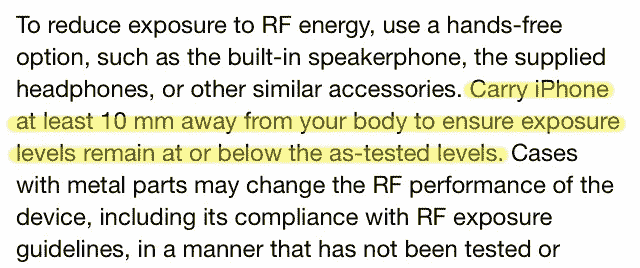 To reduce exposure to RF energy, use a hands-free
option, such as the built-in speakerphone, the supplied
headphones, or other similar accessories. Carry iPhone
at least 10 mm away from your body to ensure exposure
levels remain at or below the as-tested levels. Cases
with metal parts may change the RF performance of the
device, including its compliance with RF exposure
guidelines, in a manner that has not been tested or